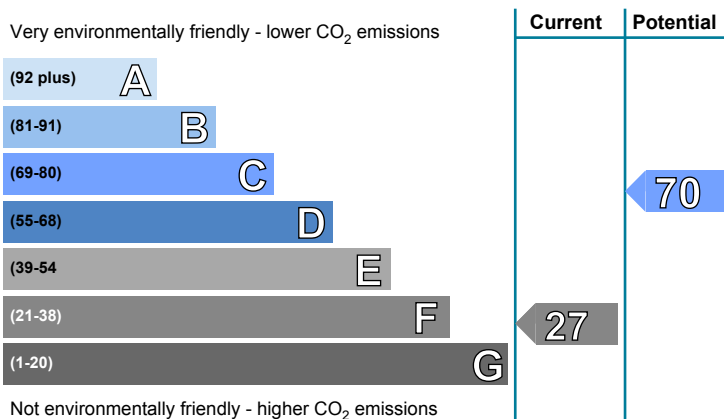 Current Potential
Very environmentally friendly - lower CO2 emissions
(92 plus) A
(81-91) B
(69-80) C
70
(55-68) D
(39-54 E
(21-38) F
27
(1-20) G
Not environmentally friendly - higher CO2 emissions